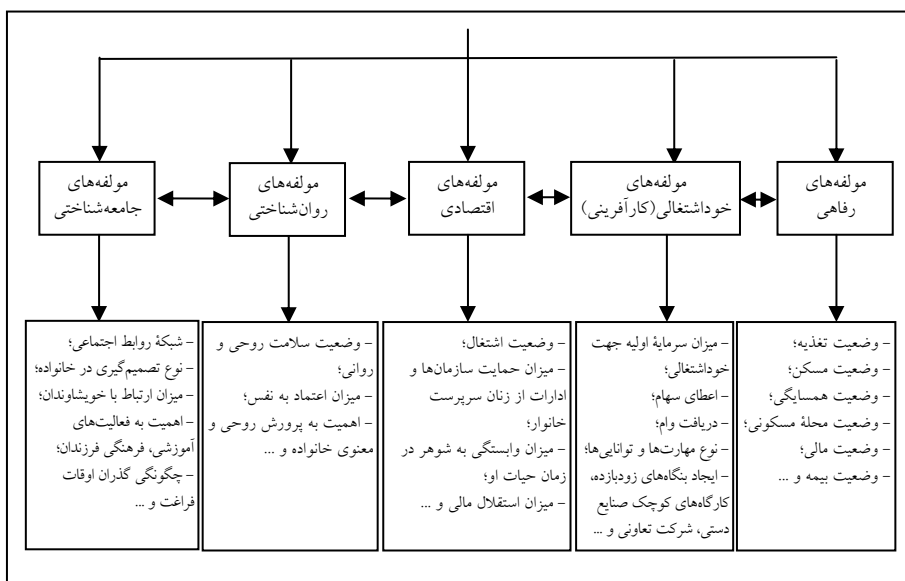 مولفه‌های
رفاهی
مولفه‌های
خوداشتغالی(کارآفرینی)
مولفه‌های
اقتصادی
مولفه‌های
روان‌شناختی
مولفه‌های
جامعه‌شناختی
– وضعیت تغذیه؛
– وضعیت مسکن؛
– وضعیت همسایگی؛
– وضعیت محلهٔ مسکونی؛
– وضعیت مالی؛
– وضعیت بیمه و ...
– میزان سرمایهٔ اولیه جهت
خوداشتغالی؛
– اعطای سهام؛
– دریافت وام؛
– نوع مهارت‌ها و توانایی‌ها؛
– ایجاد بنگاه‌های زودبازده،
کارگاه‌های کوچک صنایع
دستی، شرکت تعاونی و ...
– وضعیت اشتغال؛
– میزان حمایت سازمان‌ها و
ادارات از زنان سرپرست
خانوار؛
– میزان وابستگی به شوهر در
زمان حیات او؛
– میزان استقلال مالی و ...
– وضعیت سلامت روحی و
روانی؛
– میزان اعتماد به نفس؛
– اهمیت به پرورش روحی و
معنوی خانواده و ...
– شبکهٔ روابط اجتماعی؛
– نوع تصمیم‌گیری در خانواده؛
– میزان ارتباط با خویشاوندان؛
– اهمیت به فعالیت‌های
آموزشی، فرهنگی فرزندان؛
– چگونگی گذران اوقات
فراغت و ...